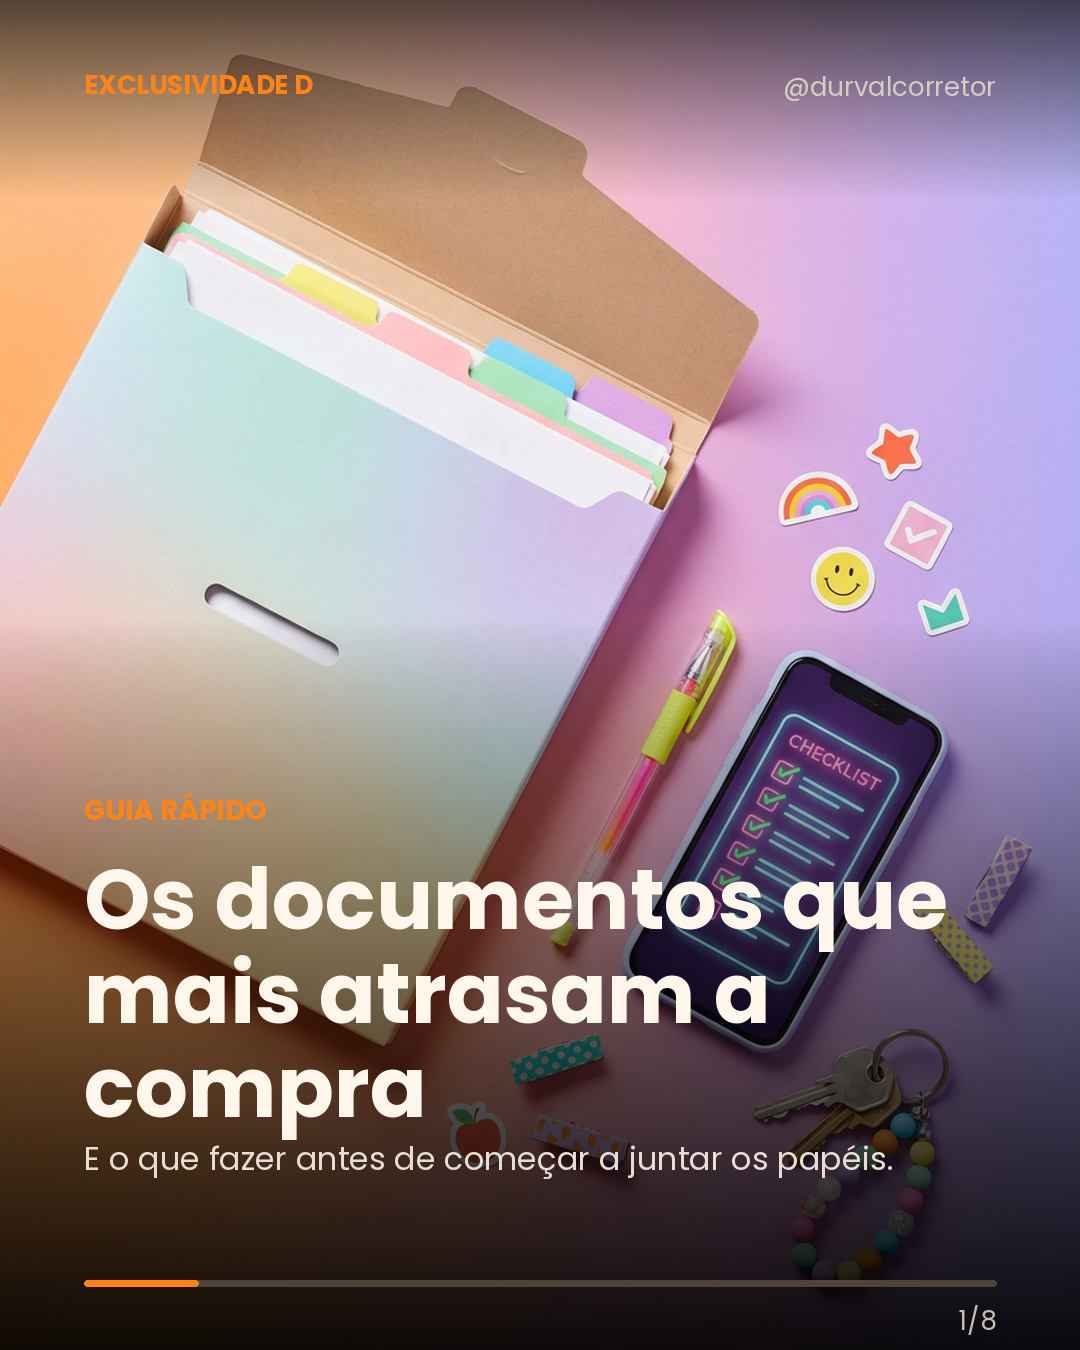 EXCLUSIVIDADE D
@durvalcorretor
CHECKLIST
GUIA RÁPIDO
Os documentos que
mais atrasam a
compra
E o que fazer antes de começar a juntar os papéis.
1/8